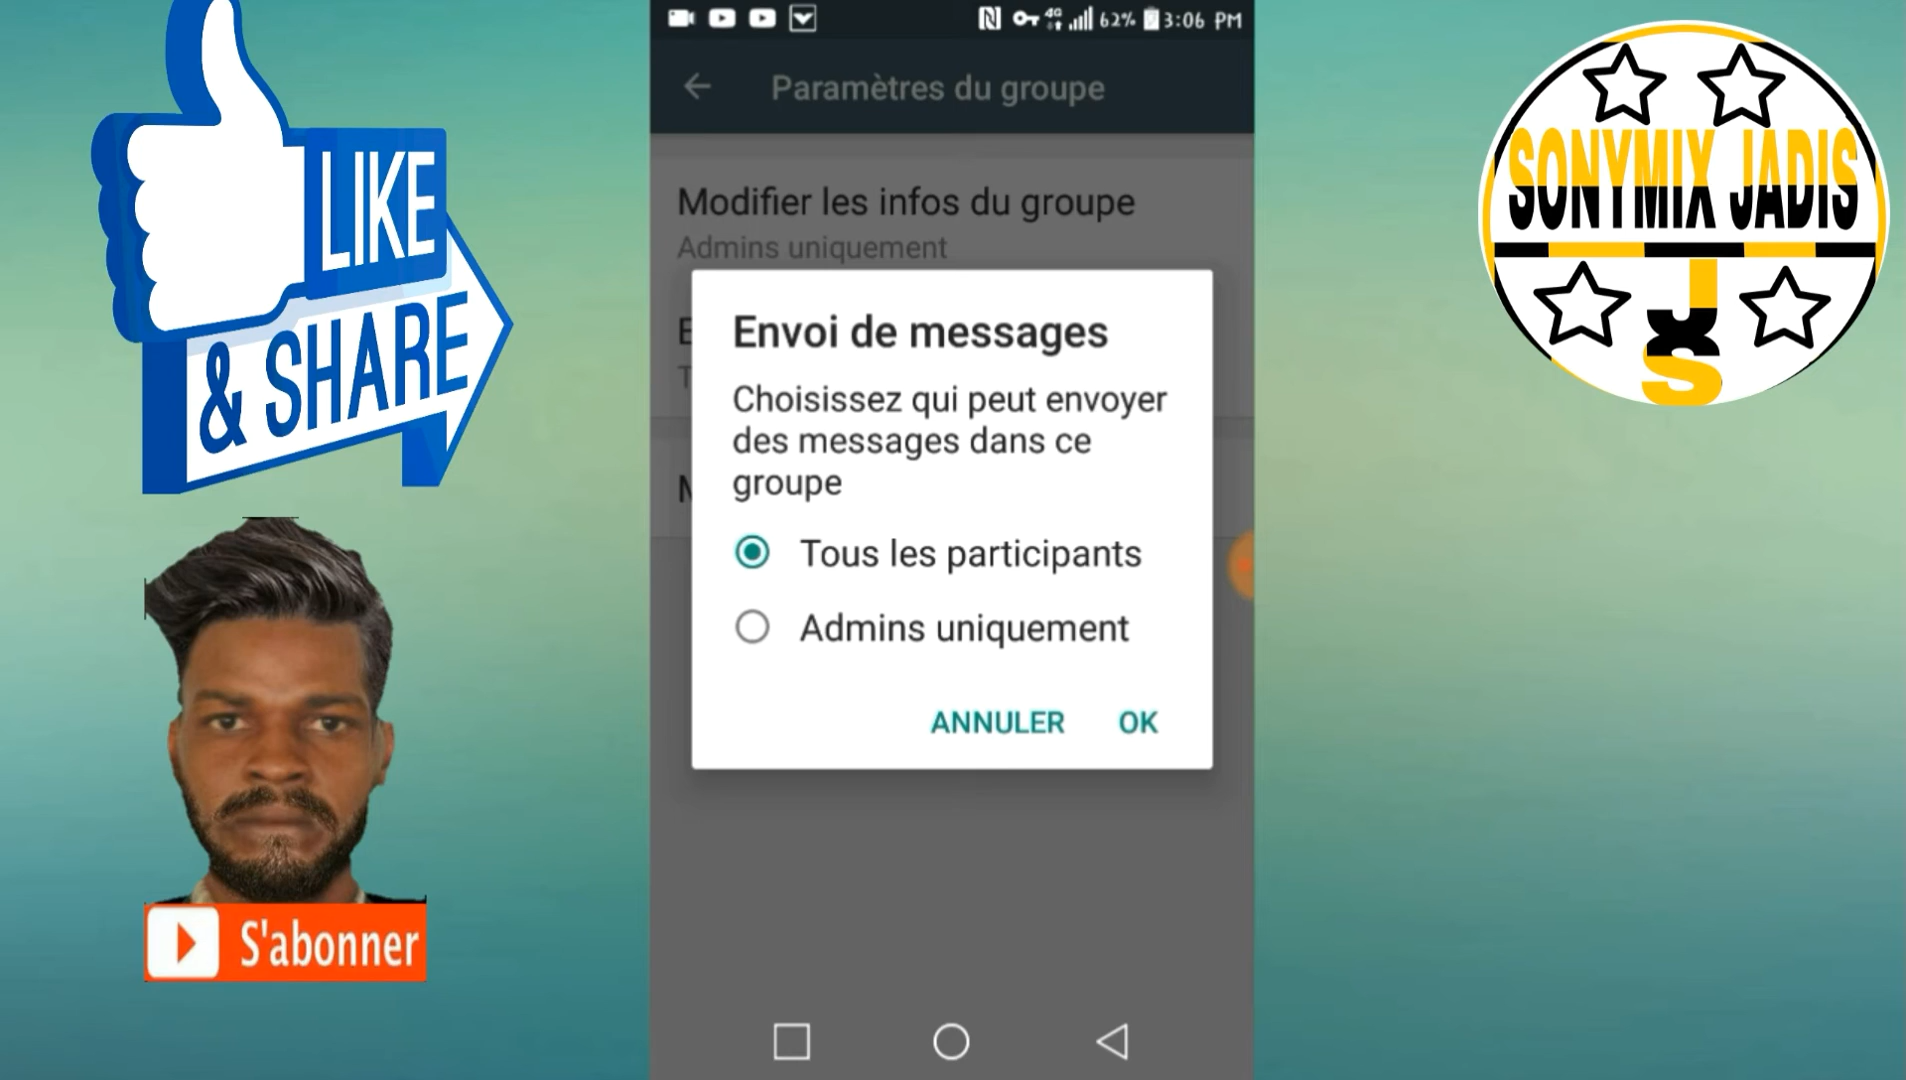 62% 3:06 PM
Paramètres du groupe
Modifier les infos du groupe
Admins uniquement
E
T
M
Envoi de messages
Choisissez qui peut envoyer
des messages dans ce
groupe
Tous les participants
Admins uniquement
ANNULER OK
LIKE
& SHARE
S'abonner
SONYMIX JADIS
J
S